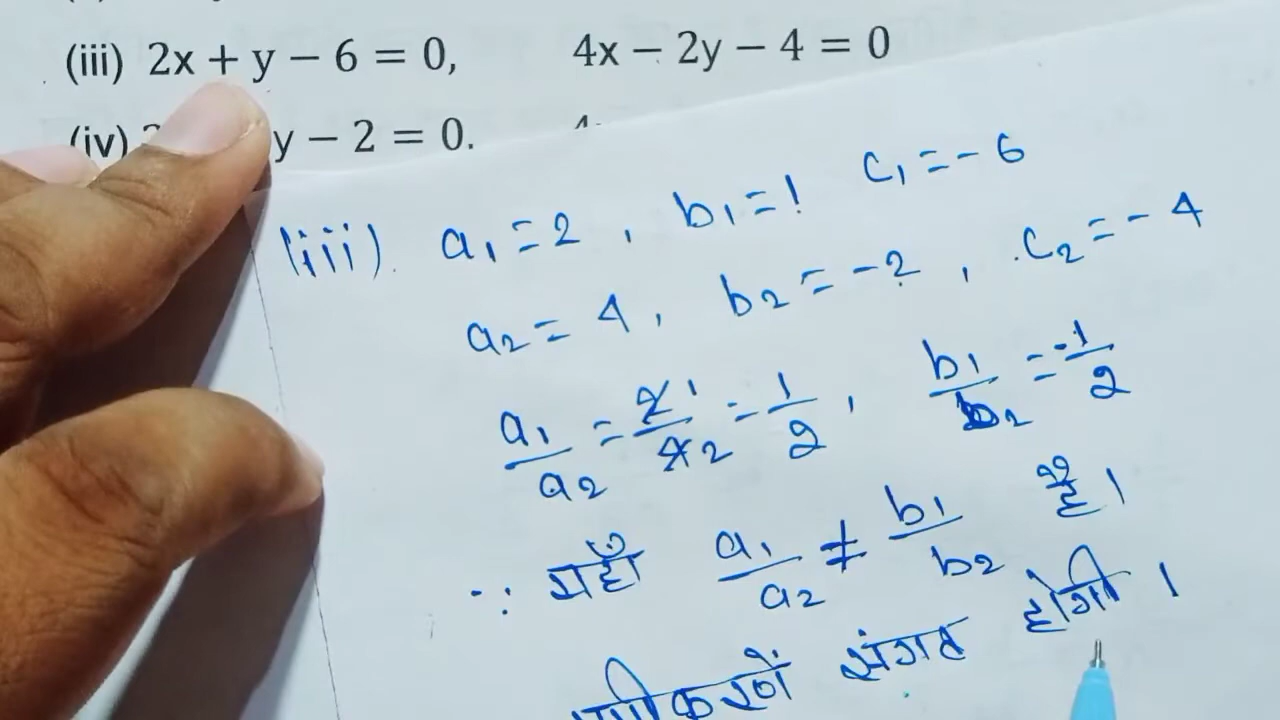 (iii) 2x + y − 6 = 0, 4x − 2y − 4 = 0
(iv) y − 2 = 0.
(iii). a₁ = 2 , b₁ = 1 c₁ = - 6
a₂ = 4 , b₂ = - 2 , c₂ = - 4
a₁/a₂ = 2̶¹/4̶₂ = 1/2 , b₁/b₂ = -1/2
∵ यहाँ a₁/a₂ ≠ b₁/b₂ है।
संगत होगी ।